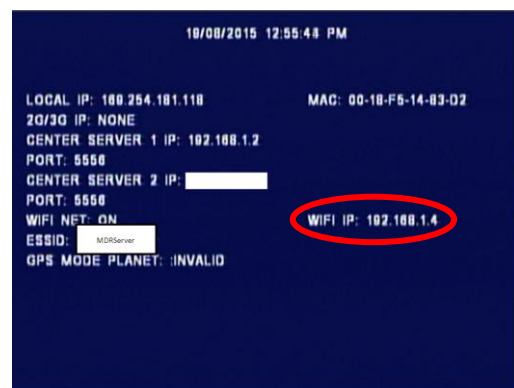 18/08/2015 12:55:44 PM
LOCAL IP: 169.254.181.118
MAC: 00-18-F5-14-83-D2
2G/3G IP: NONE
CENTER SERVER 1 IP: 192.168.1.2
PORT: 5556
CENTER SERVER 2 IP:
PORT: 5556
WIFI NET: ON
WIFI IP: 192.168.1.4
ESSID: MDRServer
GPS MODE PLANET: :INVALID